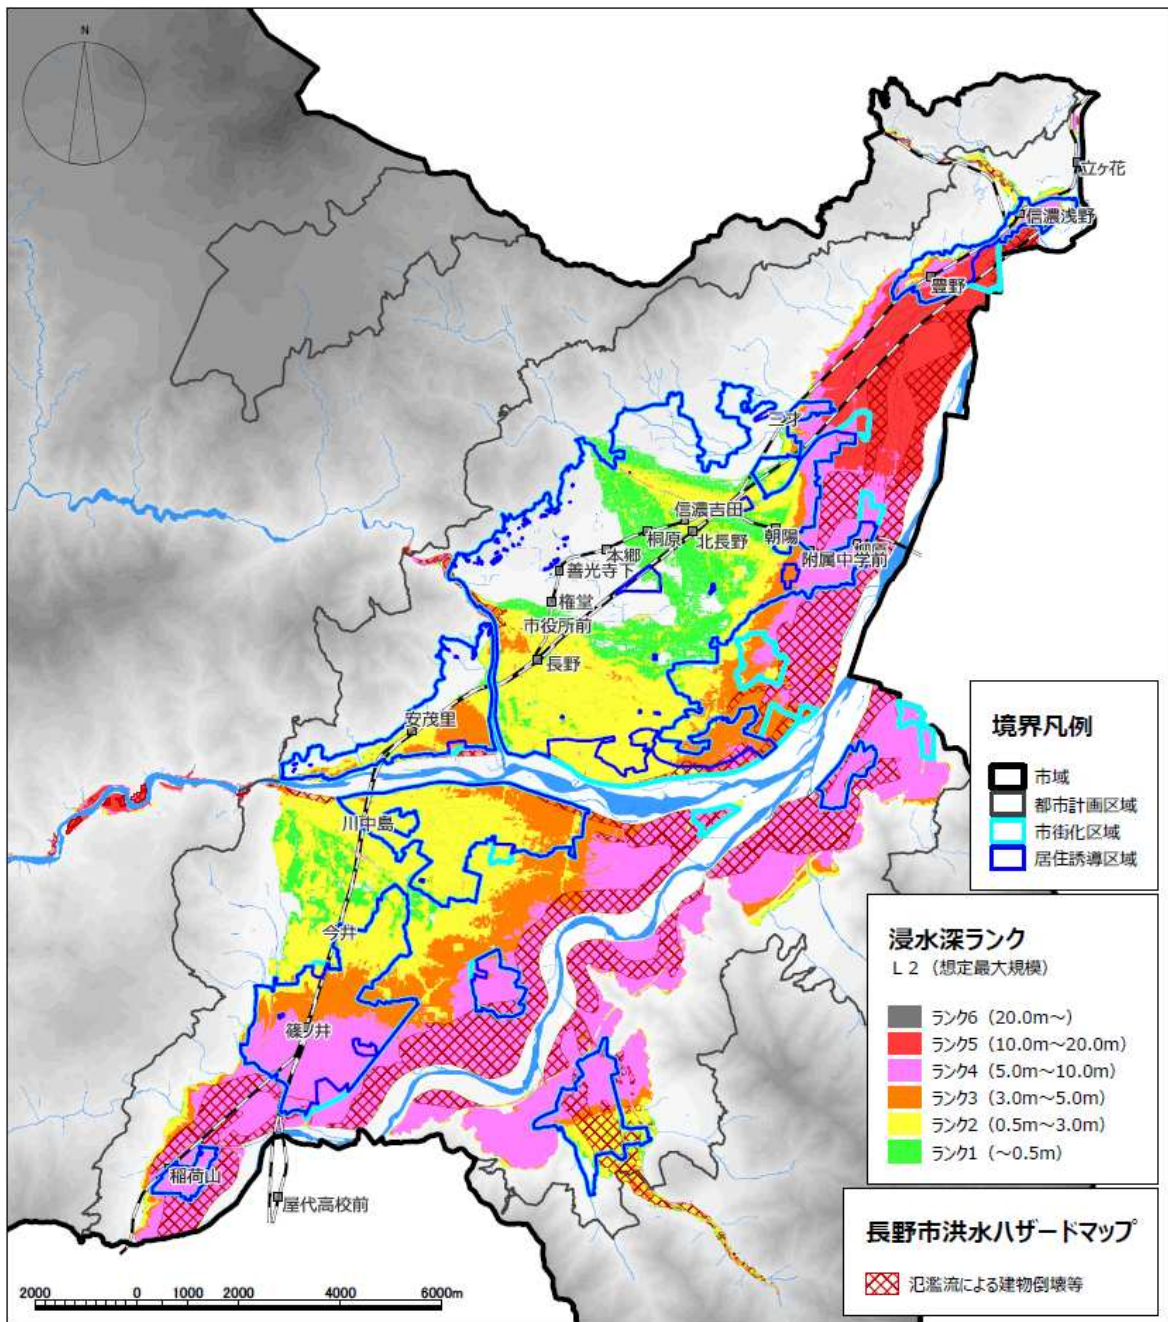 N
立ヶ花
信濃浅野
豊野
三才
信濃吉田
朝陽
桐原
北長野
本郷
附属中学前
柳原
善光寺下
権堂
市役所前
長野
安茂里
川中島
今井
篠ノ井
稲荷山
屋代高校前
境界凡例
市域
都市計画区域
市街化区域
居住誘導区域
浸水深ランク
L2（想定最大規模）
ランク6（20.0m～）
ランク5（10.0m～20.0m）
ランク4（5.0m～10.0m）
ランク3（3.0m～5.0m）
ランク2（0.5m～3.0m）
ランク1（～0.5m）
長野市洪水ハザードマップ
氾濫流による建物倒壊等
2000 0 2000 4000 6000m